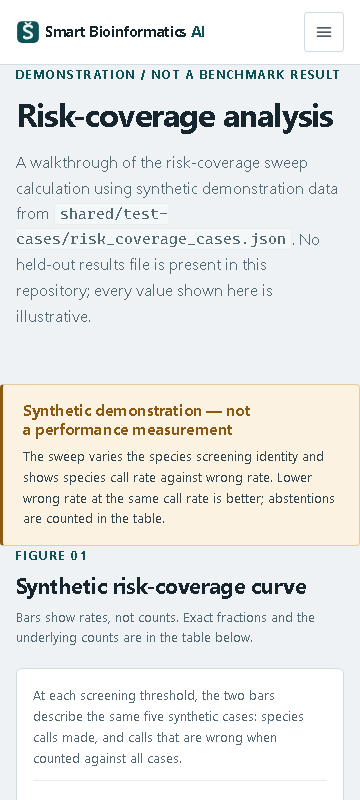 Š Smart Bioinformatics AI
DEMONSTRATION / NOT A BENCHMARK RESULT
Risk-coverage analysis
A walkthrough of the risk-coverage sweep
calculation using synthetic demonstration data
from shared/test-
cases/risk_coverage_cases.json. No
held-out results file is present in this
repository; every value shown here is
illustrative.
Synthetic demonstration — not
a performance measurement
The sweep varies the species screening identity and
shows species call rate against wrong rate. Lower
wrong rate at the same call rate is better; abstentions
are counted in the table.
FIGURE 01
Synthetic risk-coverage curve
Bars show rates, not counts. Exact fractions and the
underlying counts are in the table below.
At each screening threshold, the two bars
describe the same five synthetic cases: species
calls made, and calls that are wrong when
counted against all cases.